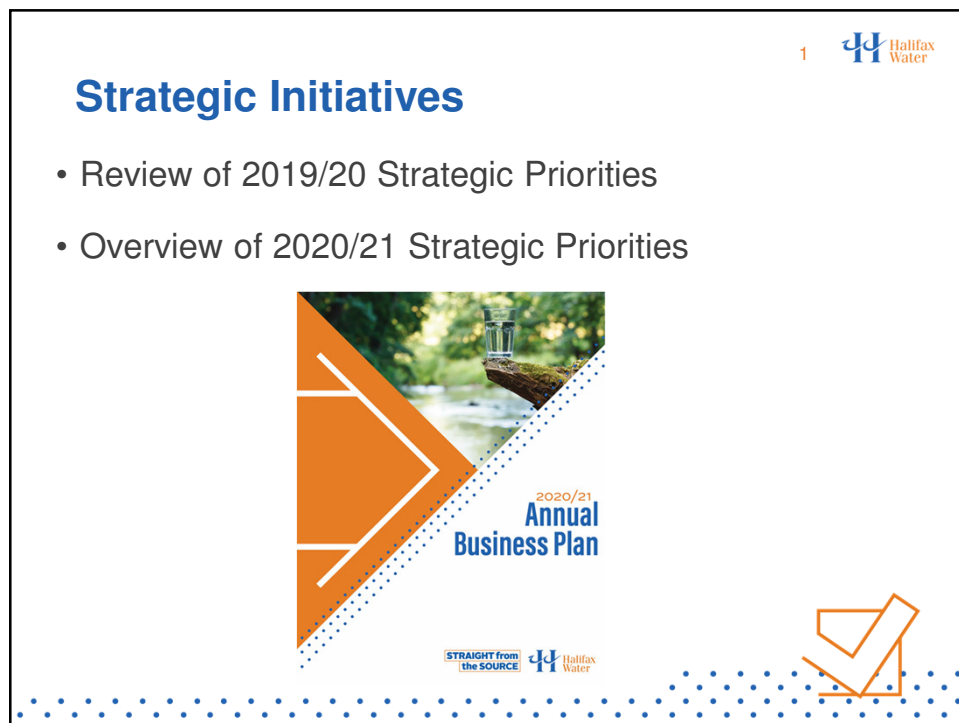 1
Halifax
Water
Strategic Initiatives
• Review of 2019/20 Strategic Priorities
• Overview of 2020/21 Strategic Priorities
2020/21
Annual
Business Plan
STRAIGHT from
the SOURCE
Halifax
Water